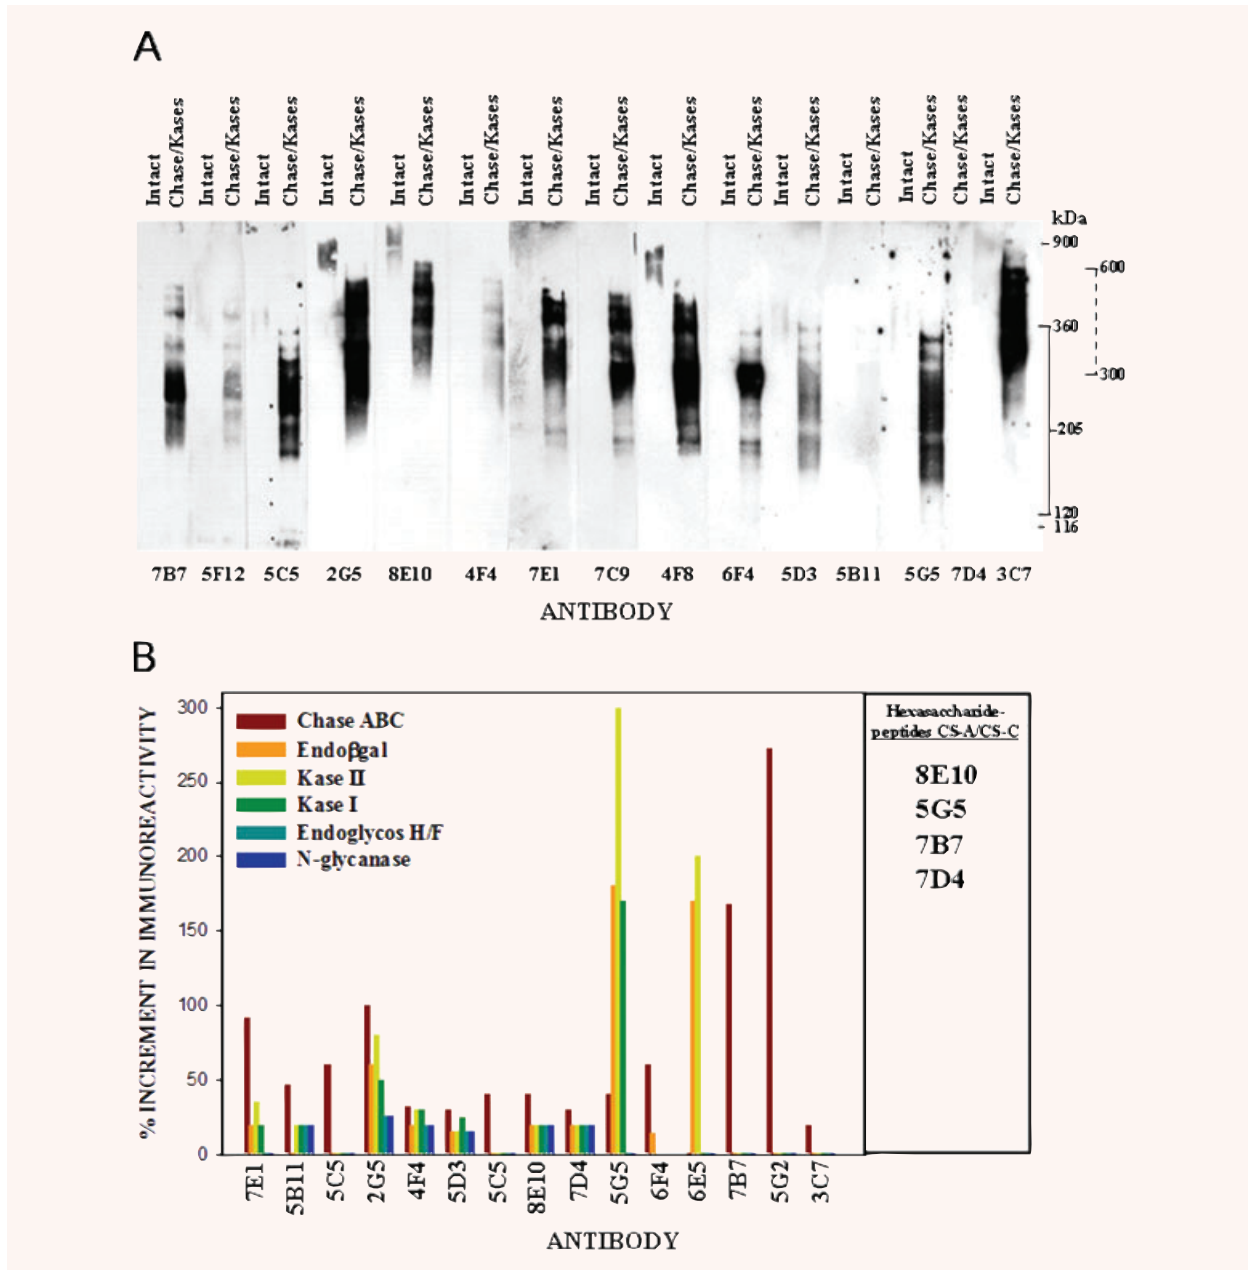 A
Intact Chase/Kases Intact Chase/Kases Intact Chase/Kases Intact Chase/Kases Intact Chase/Kases Intact Chase/Kases Intact Chase/Kases Intact Chase/Kases Intact Chase/Kases Intact Chase/Kases Intact Chase/Kases Intact Chase/Kases Intact Chase/Kases Chase/Kases Intact Chase/Kases
kDa
900
600
360
300
205
120
116
7B7 5F12 5C5 2G5 8E10 4F4 7E1 7C9 4F8 6F4 5D3 5B11 5G5 7D4 3C7
ANTIBODY
B
% INCREMENT IN IMMUNOREACTIVITY
300
250
200
150
100
50
0
Chase ABC
Endoβgal
Kase II
Kase I
Endoglycos H/F
N-glycanase
Hexasaccharide-
peptides CS-A/CS-C
8E10
5G5
7B7
7D4
7E1 5B11 5C5 2G5 4F4 5D3 5C5 8E10 7D4 5G5 6F4 6E5 7B7 5G2 3C7
ANTIBODY